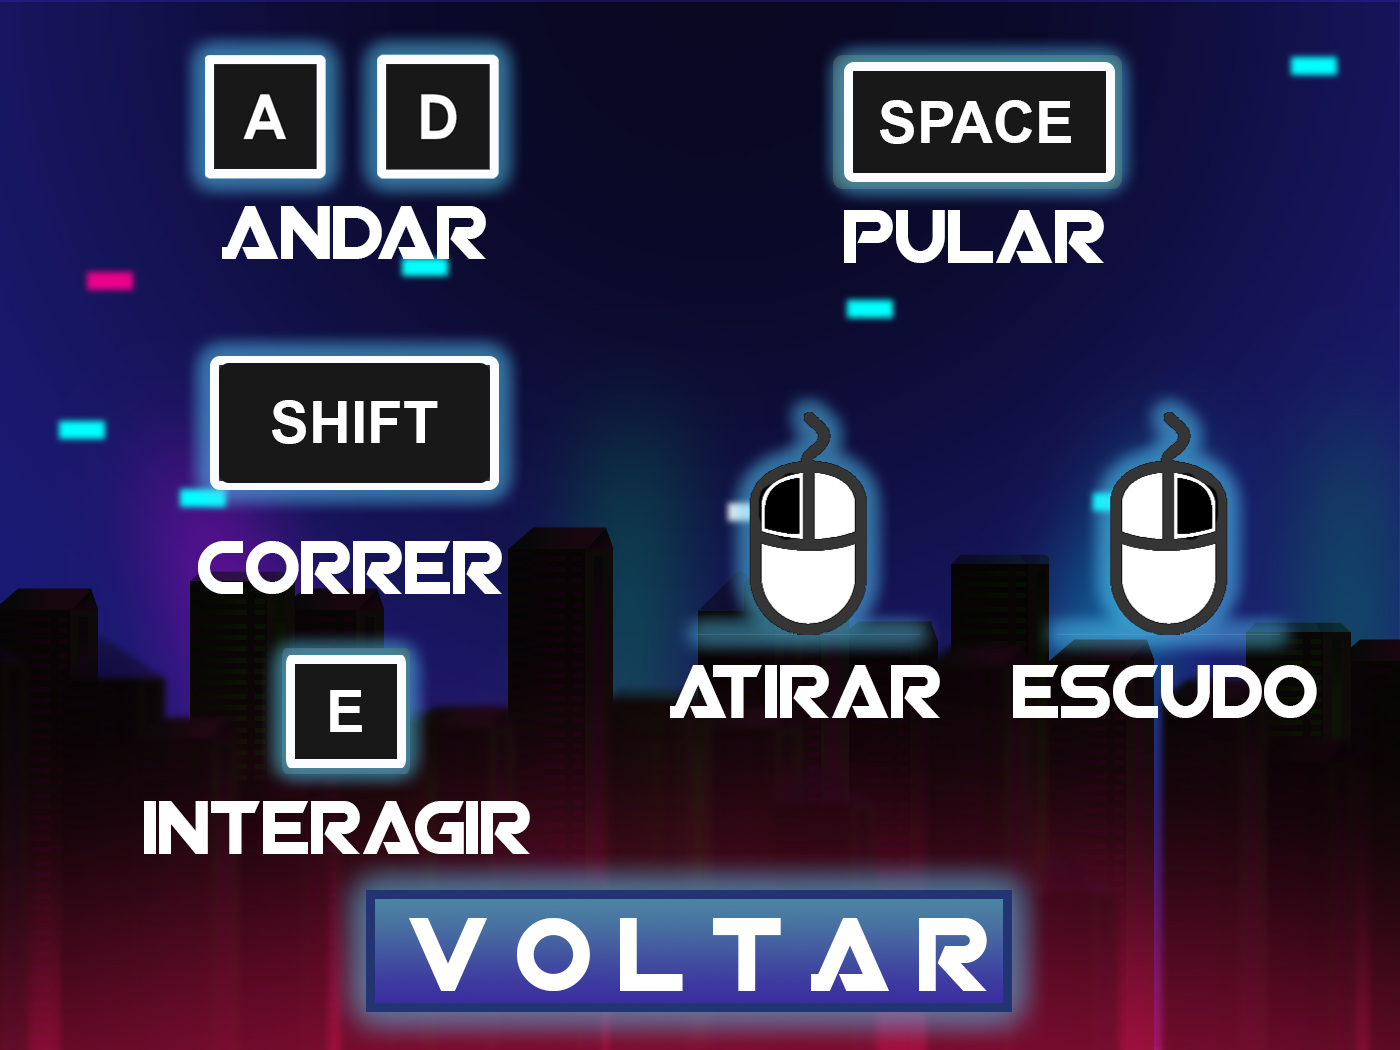 A D
ANDAR
SPACE
PULAR
SHIFT
CORRER
E
INTERAGIR
ATIRAR
ESCUDO
VOLTAR